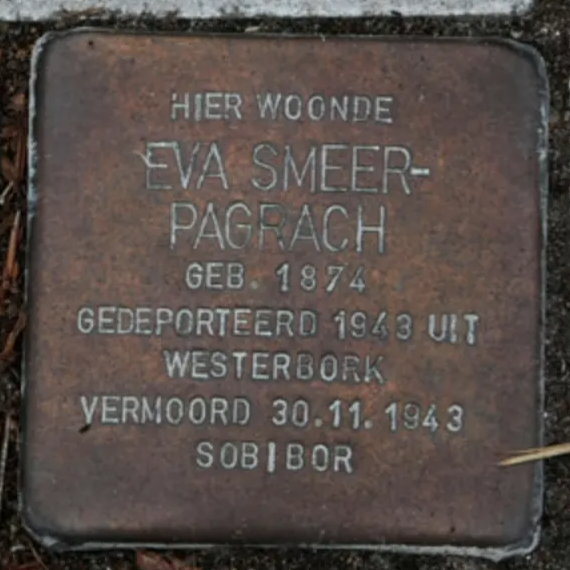 HIER WOONDE
EVA SMEER-
PAGRACH
GEB. 1874
GEDEPORTEERD 1943 UIT
WESTERBORK
VERMOORD 30.11.1943
SOBIBOR